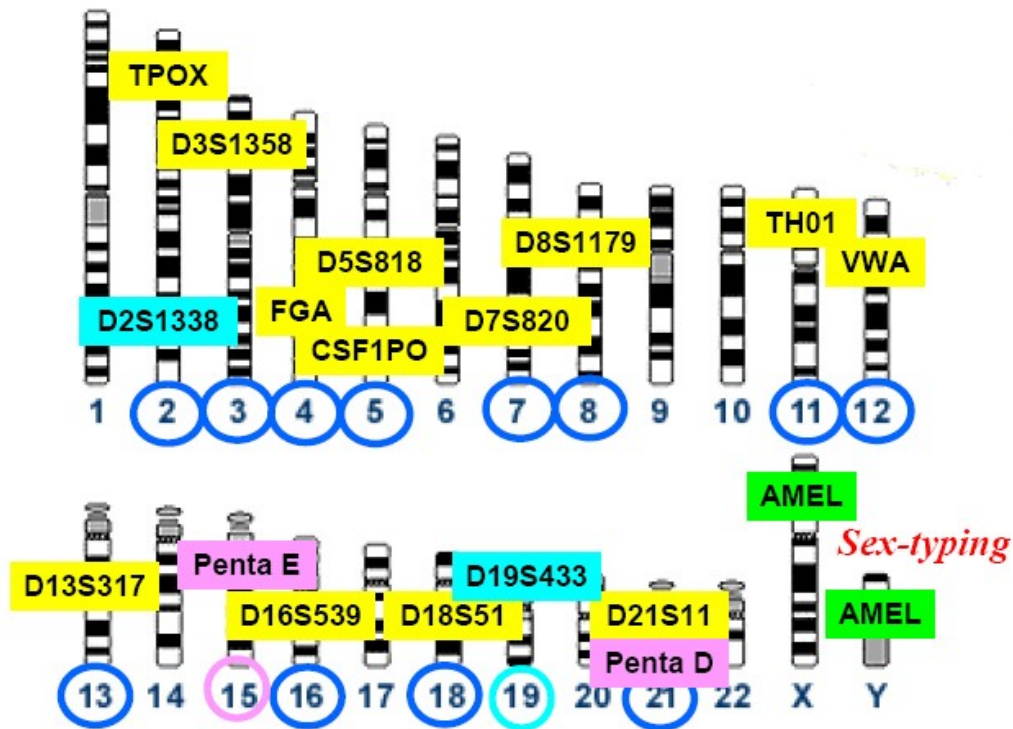 TPOX
D3S1358
TH01
D8S1179
D5S818
VWA
FGA
D2S1338
D7S820
CSF1PO
1 2 3 4 5 6 7 8 9 10 11 12
AMEL
Sex-typing
Penta E
D19S433
D13S317
D16S539
D18S51
D21S11
AMEL
Penta D
13 14 15 16 17 18 19 20 21 22 X Y